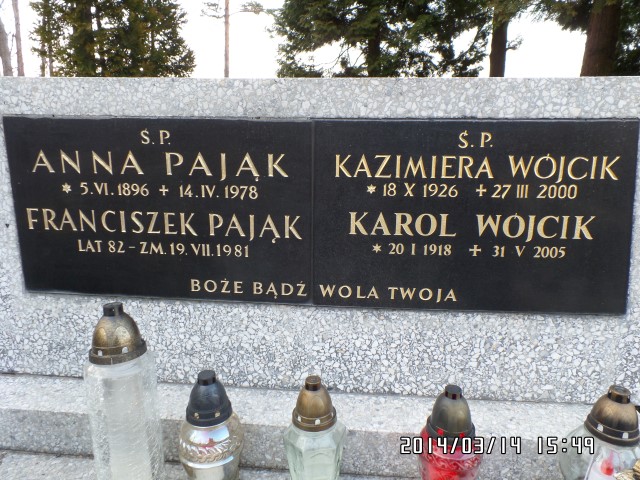 Ś.P.
ANNA PAJĄK
* 5.VI.1896 + 14.IV.1978
FRANCISZEK PAJĄK
LAT 82 - ZM. 19.VII.1981
Ś.P.
KAZIMIERA WÓJCIK
* 18 X 1926 + 27 III 2000
KAROL WÓJCIK
* 20 I 1918 + 31 V 2005
BOŻE BĄDŹ WOLA TWOJA
2014/03/14 15:49